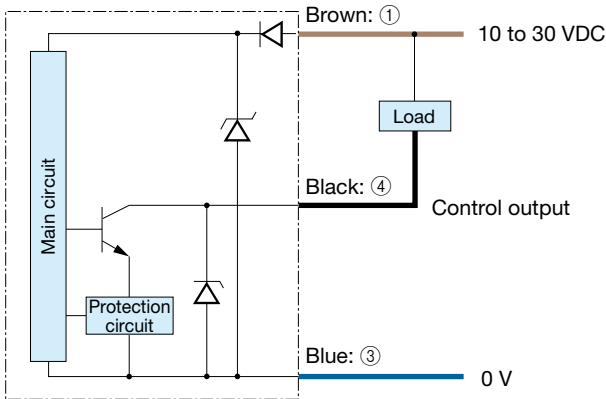 Brown: ①
10 to 30 VDC
Load
Main circuit
Black: ④
Control output
Protection
circuit
Blue: ③
0 V